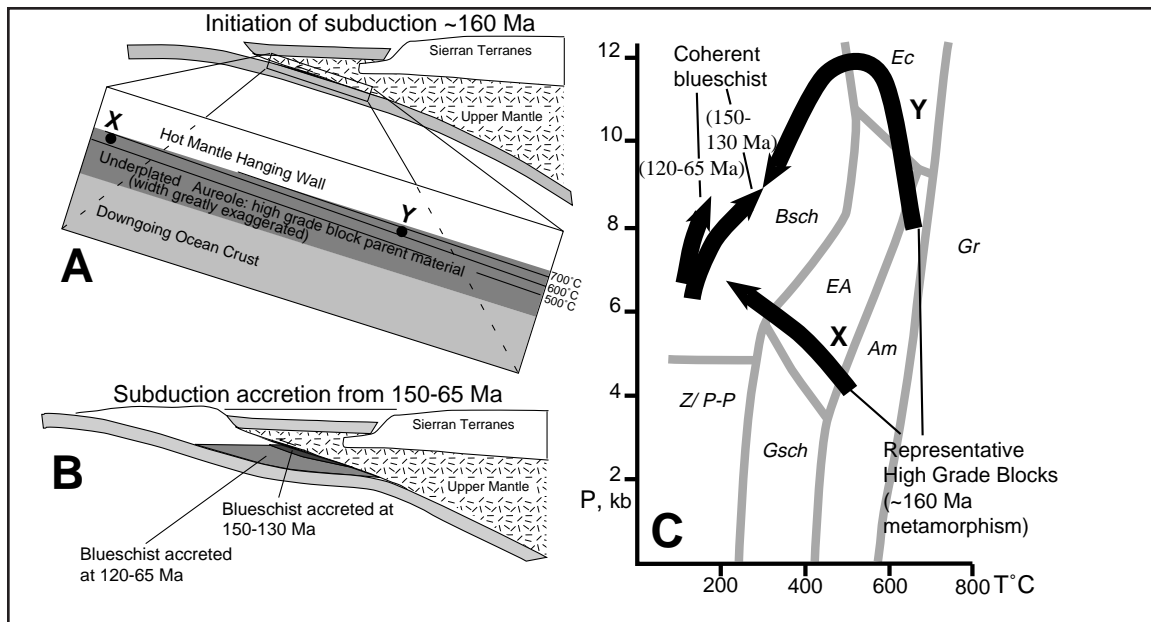 Initiation of subduction ~160 Ma
Sierran Terranes
Upper Mantle
X
Hot Mantle Hanging Wall
Underplated Aureole: high grade block parent material
(width greatly exaggerated)
Y
Downgoing Ocean Crust
A
700˚C
600˚C
500˚C
Subduction accretion from 150-65 Ma
Sierran Terranes
B
Upper Mantle
Blueschist accreted at
150-130 Ma
Blueschist accreted
at 120-65 Ma
12
10
8
6
4
2
P, kb
Coherent
blueschist
(150-
130 Ma)
(120-65 Ma)
Ec
Y
Bsch
Gr
EA
X
Am
Z/ P-P
Gsch
Representative
High Grade Blocks
(~160 Ma
metamorphism)
C
200
400
600
800
T˚C